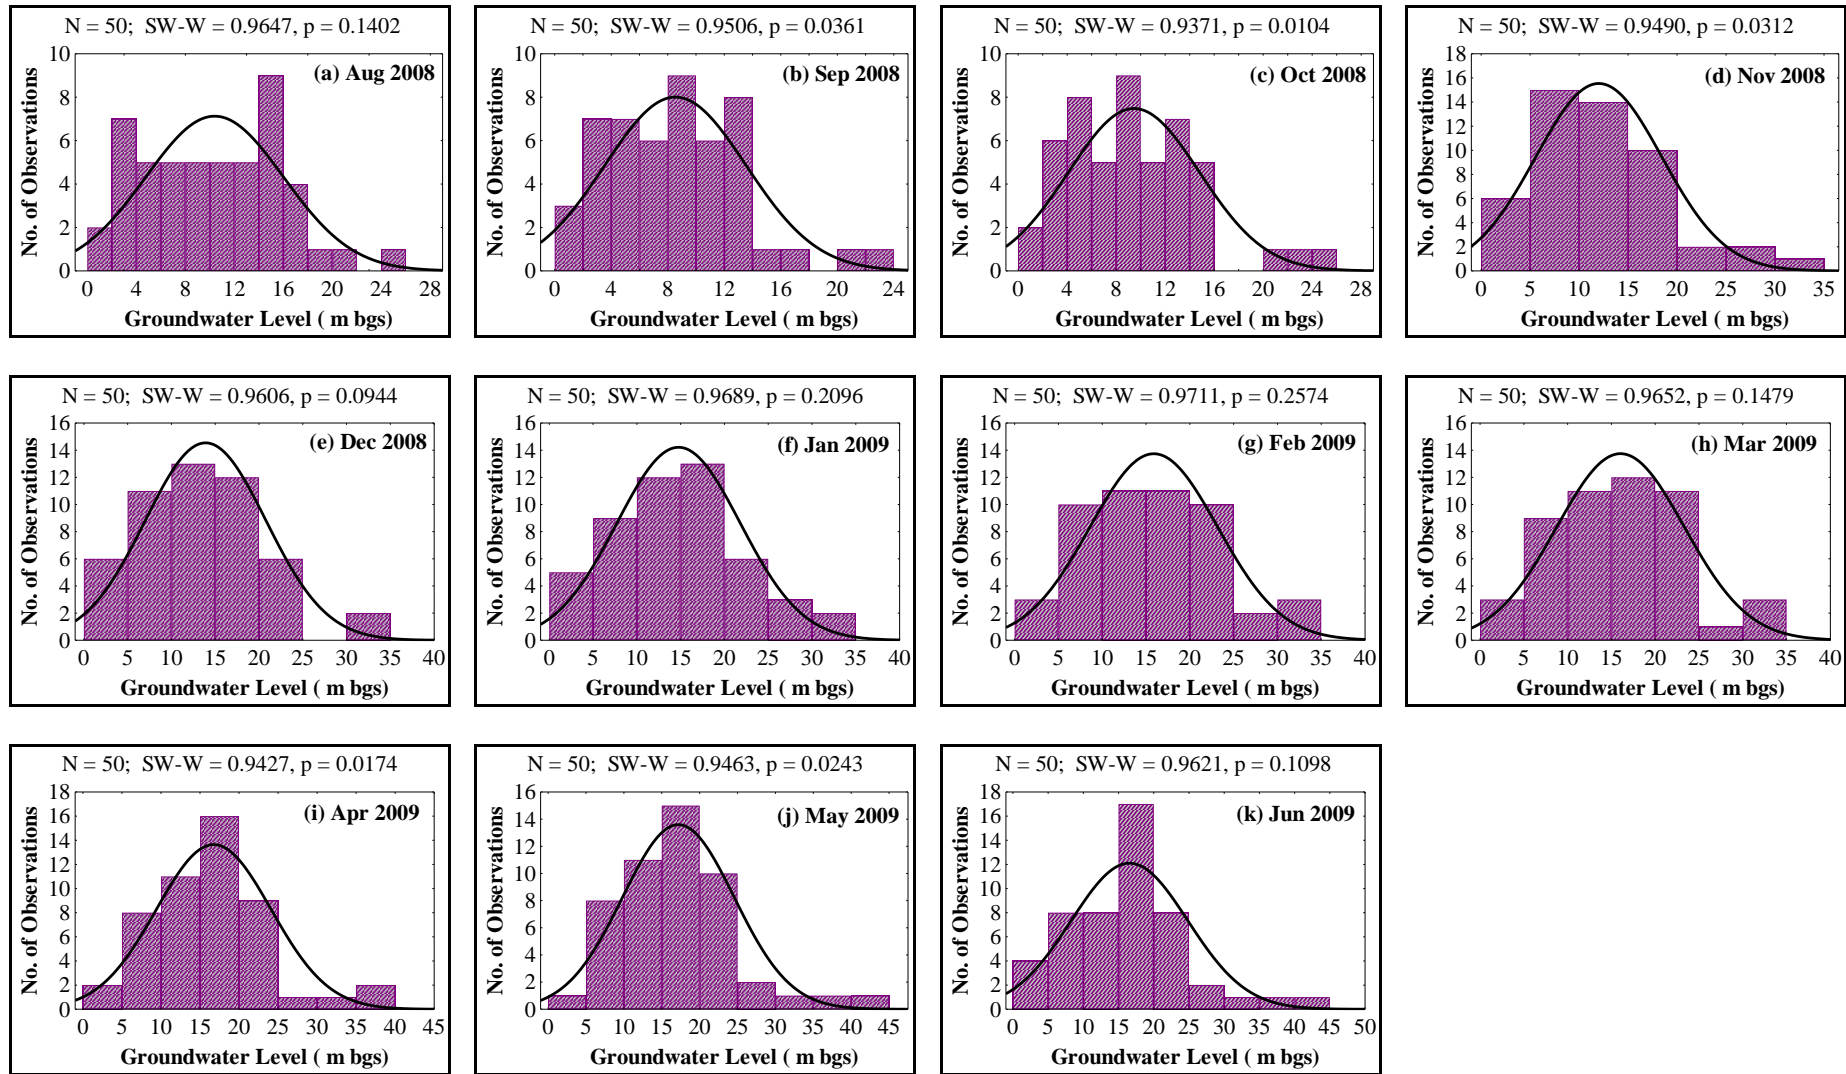 N = 50; SW-W = 0.9647, p = 0.1402
(a) Aug 2008
No. of Observations
10
8
6
4
2
0
0 4 8 12 16 20 24 28
Groundwater Level ( m bgs)
N = 50; SW-W = 0.9506, p = 0.0361
(b) Sep 2008
No. of Observations
10
8
6
4
2
0
0 4 8 12 16 20 24
Groundwater Level ( m bgs)
N = 50; SW-W = 0.9371, p = 0.0104
(c) Oct 2008
No. of Observations
10
8
6
4
2
0
0 4 8 12 16 20 24 28
Groundwater Level ( m bgs)
N = 50; SW-W = 0.9490, p = 0.0312
(d) Nov 2008
No. of Observations
18
16
14
12
10
8
6
4
2
0
0 5 10 15 20 25 30 35
Groundwater Level ( m bgs)
N = 50; SW-W = 0.9606, p = 0.0944
(e) Dec 2008
No. of Observations
16
14
12
10
8
6
4
2
0
0 5 10 15 20 25 30 35 40
Groundwater Level ( m bgs)
N = 50; SW-W = 0.9689, p = 0.2096
(f) Jan 2009
No. of Observations
16
14
12
10
8
6
4
2
0
0 5 10 15 20 25 30 35 40
Groundwater Level ( m bgs)
N = 50; SW-W = 0.9711, p = 0.2574
(g) Feb 2009
No. of Observations
16
14
12
10
8
6
4
2
0
0 5 10 15 20 25 30 35 40
Groundwater Level ( m bgs)
N = 50; SW-W = 0.9652, p = 0.1479
(h) Mar 2009
No. of Observations
16
14
12
10
8
6
4
2
0
0 5 10 15 20 25 30 35 40
Groundwater Level ( m bgs)
N = 50; SW-W = 0.9427, p = 0.0174
(i) Apr 2009
No. of Observations
18
16
14
12
10
8
6
4
2
0
0 5 10 15 20 25 30 35 40 45
Groundwater Level ( m bgs)
N = 50; SW-W = 0.9463, p = 0.0243
(j) May 2009
No. of Observations
16
14
12
10
8
6
4
2
0
0 5 10 15 20 25 30 35 40 45
Groundwater Level ( m bgs)
N = 50; SW-W = 0.9621, p = 0.1098
(k) Jun 2009
No. of Observations
18
16
14
12
10
8
6
4
2
0
0 5 10 15 20 25 30 35 40 45 50
Groundwater Level ( m bgs)